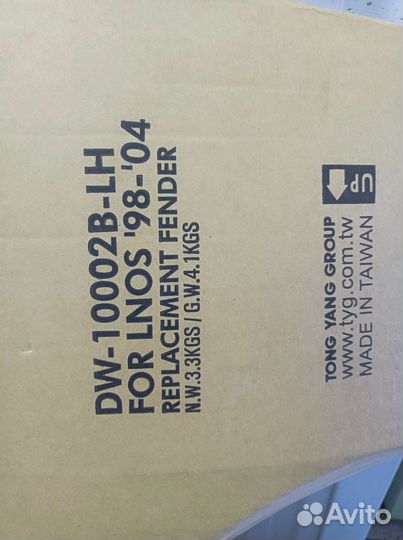 DW-10002B-LH
FOR LNOS '98-'04
REPLACEMENT FENDER
N.W.3.3KGS / G.W.4.1KGS
UP
TONG YANG GROUP
www.tyg.com.tw
MADE IN TAIWAN
Avito